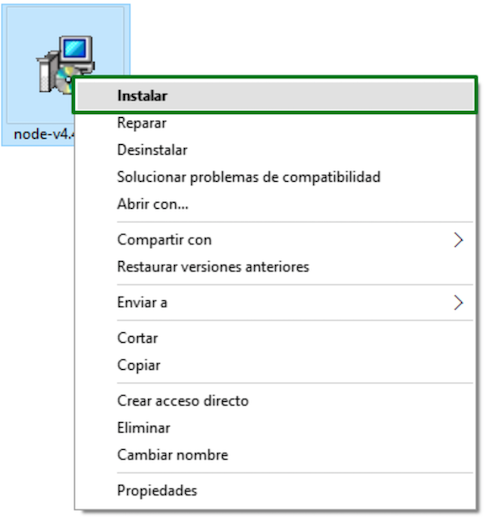 node-v4.4
Instalar
Reparar
Desinstalar
Solucionar problemas de compatibilidad
Abrir con...
Compartir con
Restaurar versiones anteriores
Enviar a
Cortar
Copiar
Crear acceso directo
Eliminar
Cambiar nombre
Propiedades